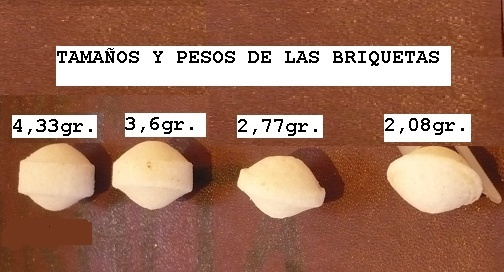 TAMAÑOS Y PESOS DE LAS BRIQUETAS
4,33gr. 3,6gr. 2,77gr. 2,08gr.